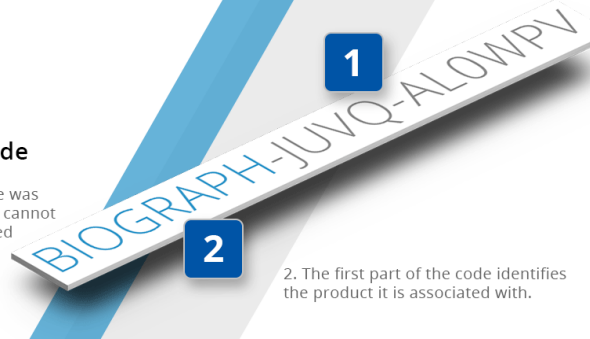 1
BIOGRAPH-JUVQ-AL0WPV
de
e was
cannot
ed
2
2. The first part of the code identifies
the product it is associated with.